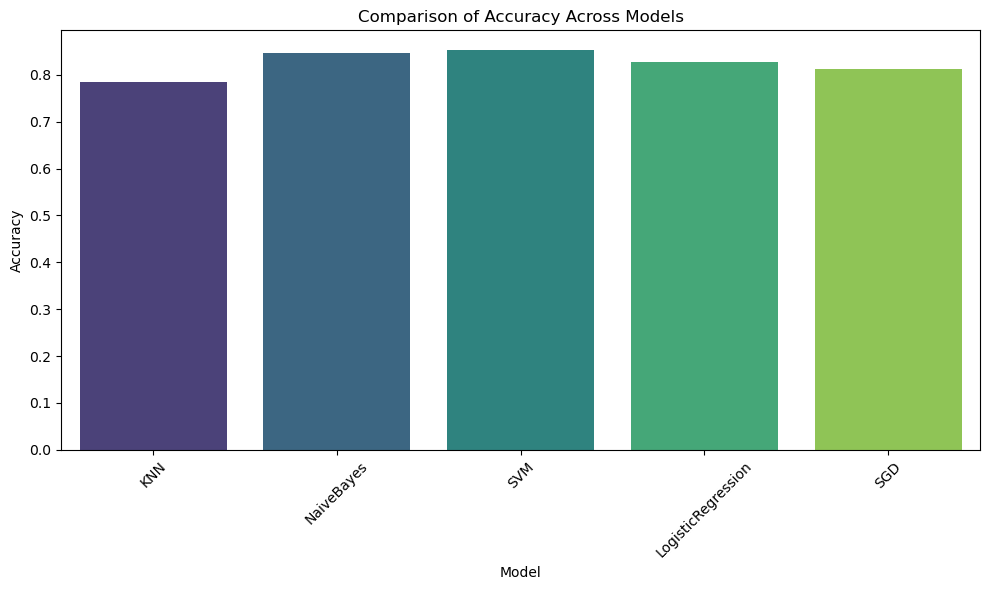 Comparison of Accuracy Across Models
Accuracy
0.8
0.7
0.6
0.5
0.4
0.3
0.2
0.1
0.0
KNN
NaiveBayes
SVM
LogisticRegression
SGD
Model